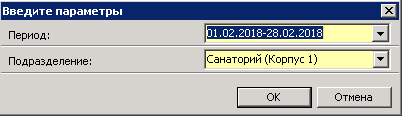 Введите параметры
Период: 01.02.2018-28.02.2018
Подразделение: Санаторий (Корпус 1)
OK Отмена